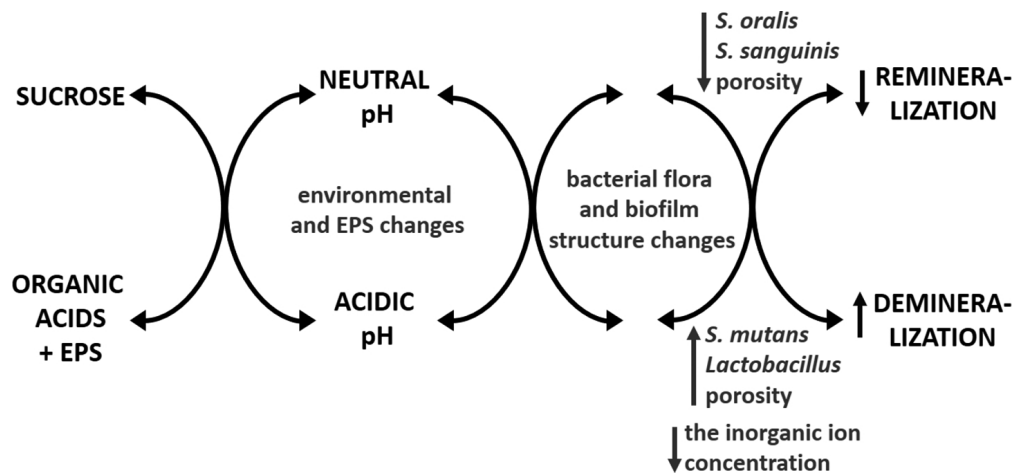 SUCROSE
ORGANIC
ACIDS
+ EPS
NEUTRAL
pH
environmental
and EPS changes
ACIDIC
pH
bacterial flora
and biofilm
structure changes
S. oralis
S. sanguinis
porosity
S. mutans
Lactobacillus
porosity
the inorganic ion
concentration
REMINERA-
LIZATION
DEMINERA-
LIZATION